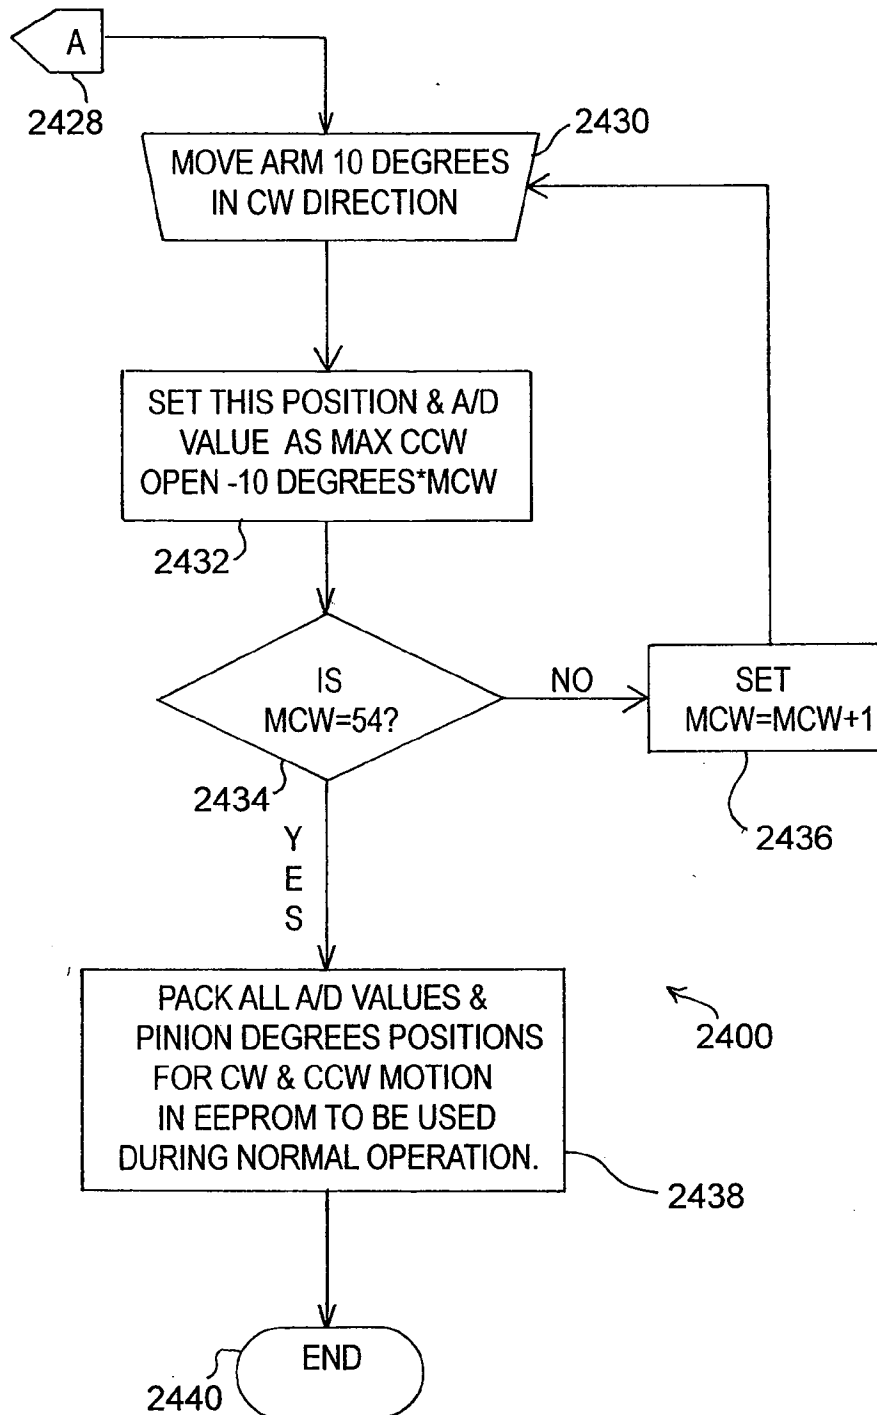 A
2428
2430
MOVE ARM 10 DEGREES
IN CW DIRECTION
SET THIS POSITION & A/D
VALUE AS MAX CCW
OPEN -10 DEGREES*MCW
2432
IS
MCW=54?
2434
NO
SET
MCW=MCW+1
2436
Y
E
S
PACK ALL A/D VALUES &
PINION DEGREES POSITIONS
FOR CW & CCW MOTION
IN EEPROM TO BE USED
DURING NORMAL OPERATION.
2400
2438
END
2440